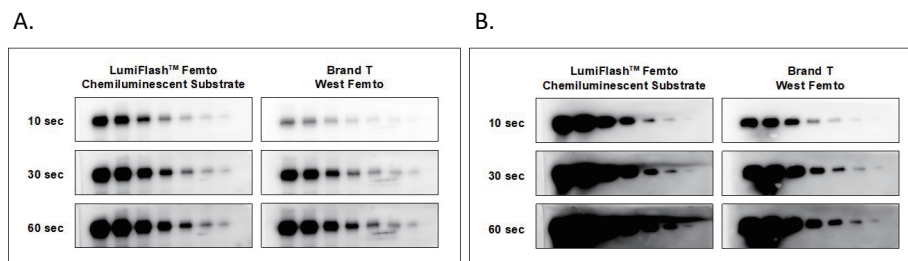 A.
LumiFlash™ Femto
Chemiluminescent Substrate
Brand T
West Femto
10 sec
30 sec
60 sec
B.
LumiFlash™ Femto
Chemiluminescent Substrate
Brand T
West Femto
10 sec
30 sec
60 sec